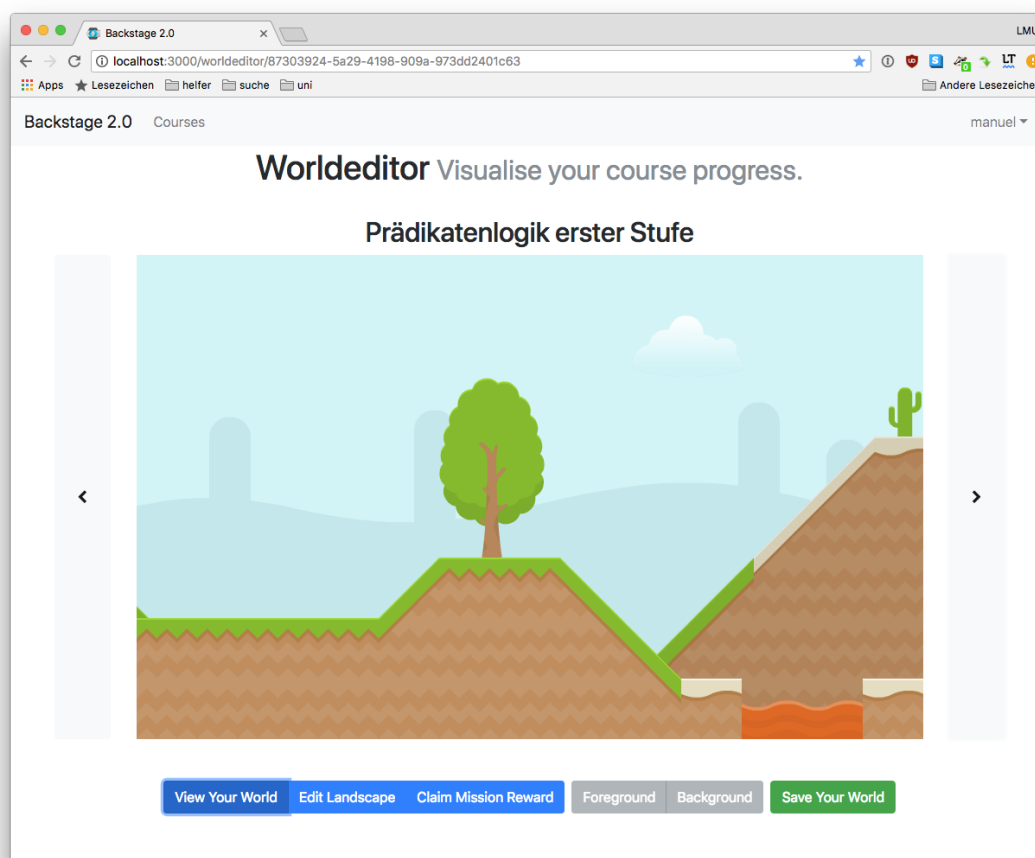 Backstage 2.0
LMU
localhost:3000/worldeditor/87303924-5a29-4198-909a-973dd2401c63
Apps Lesezeichen helfer suche uni Andere Lesezeiche
Backstage 2.0 Courses manuel
Worldeditor Visualise your course progress.
Prädikatenlogik erster Stufe
View Your World Edit Landscape Claim Mission Reward Foreground Background Save Your World